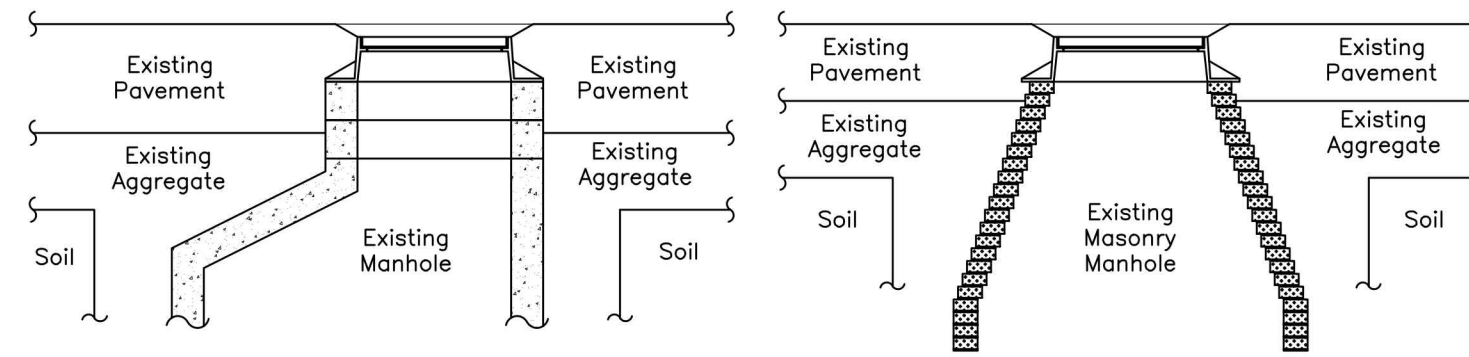 Existing
Pavement
Existing
Pavement
Existing
Aggregate
Existing
Aggregate
Soil
Existing
Manhole
Soil
Existing
Pavement
Existing
Pavement
Existing
Aggregate
Existing
Aggregate
Soil
Existing
Masonry
Manhole
Soil